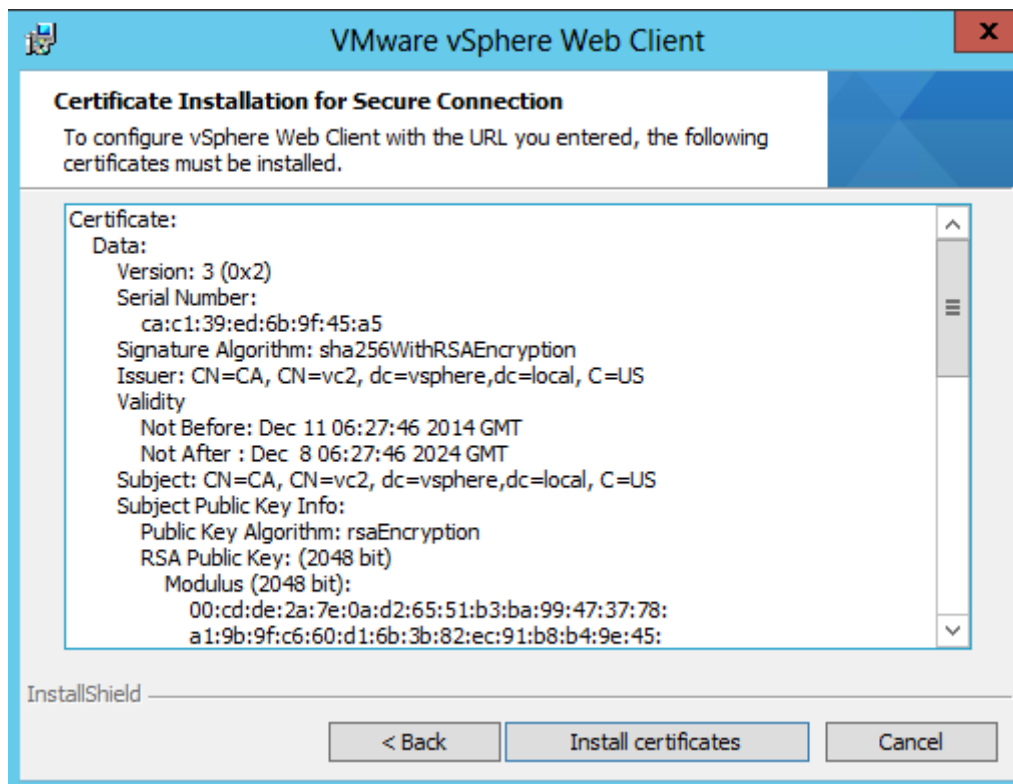 VMware vSphere Web Client
x
Certificate Installation for Secure Connection
To configure vSphere Web Client with the URL you entered, the following
certificates must be installed.
Certificate:
Data:
Version: 3 (0x2)
Serial Number:
ca:c1:39:ed:6b:9f:45:a5
Signature Algorithm: sha256WithRSAEncryption
Issuer: CN=CA, CN=vc2, dc=vsphere,dc=local, C=US
Validity
Not Before: Dec 11 06:27:46 2014 GMT
Not After : Dec  8 06:27:46 2024 GMT
Subject: CN=CA, CN=vc2, dc=vsphere,dc=local, C=US
Subject Public Key Info:
Public Key Algorithm: rsaEncryption
RSA Public Key: (2048 bit)
Modulus (2048 bit):
00:cd:de:2a:7e:0a:d2:65:51:b3:ba:99:47:37:78:
a1:9b:9f:c6:60:d1:6b:3b:82:ec:91:b8:b4:9e:45:
InstallShield
< Back
Install certificates
Cancel